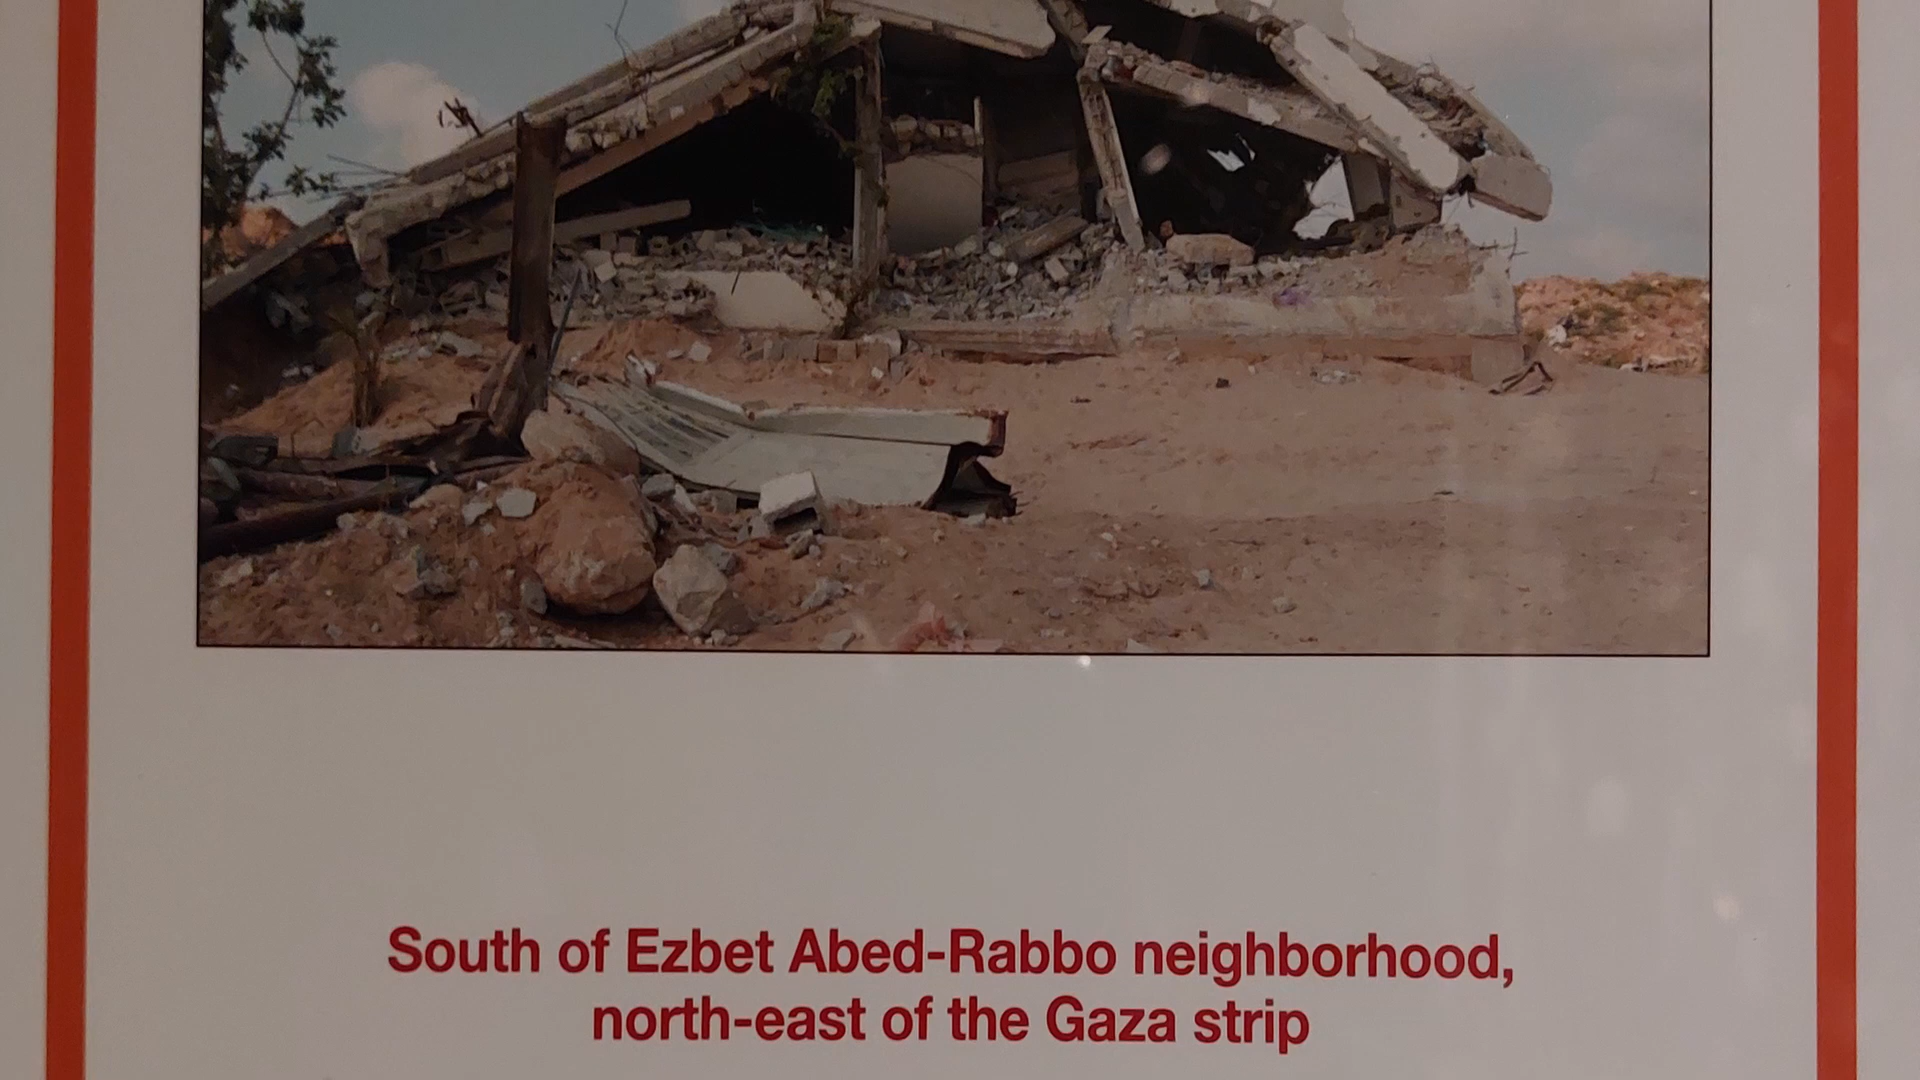 South of Ezbet Abed-Rabbo neighborhood,
north-east of the Gaza strip